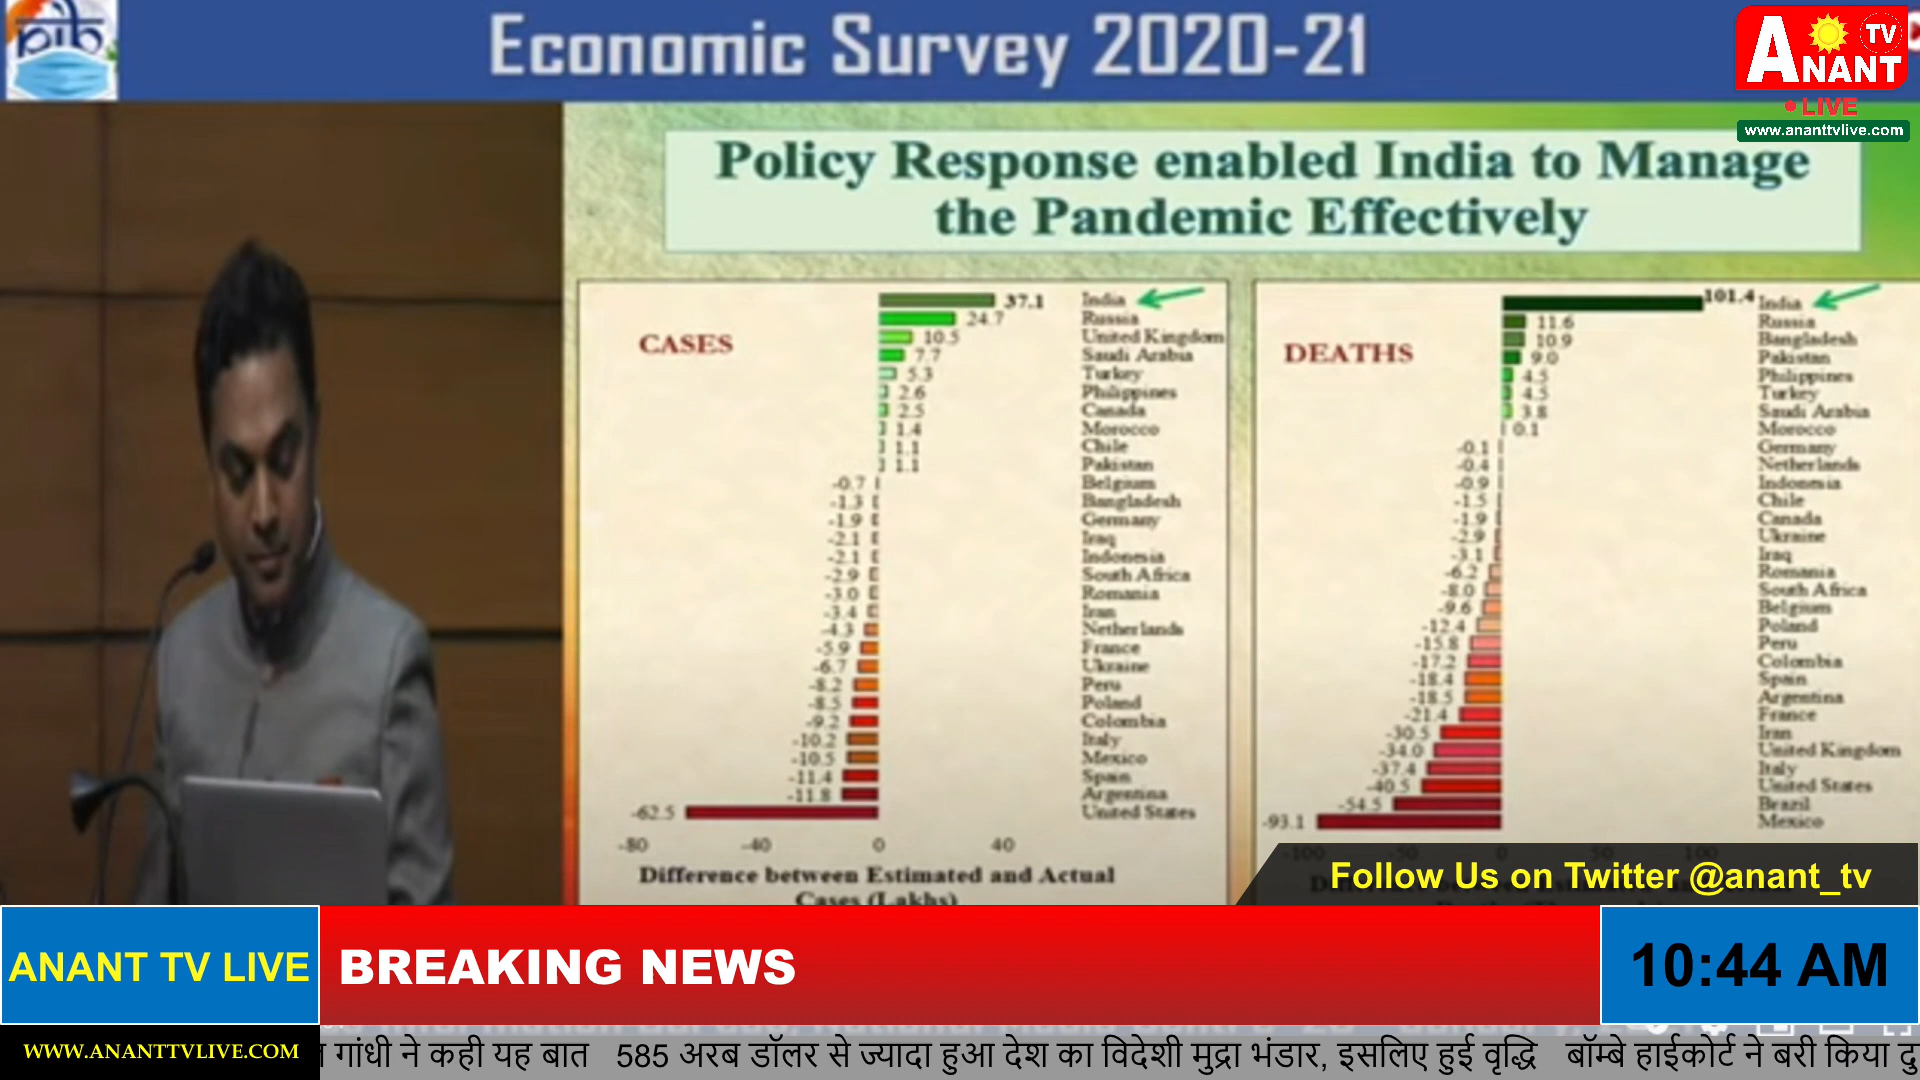 pib
Economic Survey 2020-21
ANANT TV
LIVE
www.ananttvlive.com
Policy Response enabled India to Manage
the Pandemic Effectively
CASES
37.1 India
24.7 Russia
10.5 United Kingdom
7.7 Saudi Arabia
5.3 Turkey
2.6 Philippines
2.5 Canada
1.4 Morocco
1.1 Chile
1.1 Pakistan
-0.7 Belgium
-1.3 Bangladesh
-1.9 Germany
-2.1 Iraq
-2.1 Indonesia
-2.9 South Africa
-3.0 Romania
-3.4 Iran
-4.3 Netherlands
-5.9 France
-6.7 Ukraine
-8.2 Peru
-8.5 Poland
-9.2 Colombia
-10.2 Italy
-10.5 Mexico
-11.4 Spain
-11.8 Argentina
-62.5 United States
-80 -40 0 40
Difference between Estimated and Actual
Cases (Lakhs)
DEATHS
101.4 India
11.6 Russia
10.9 Bangladesh
9.0 Pakistan
4.5 Philippines
4.5 Turkey
3.8 Saudi Arabia
0.1 Morocco
-0.1 Germany
-0.4 Netherlands
-0.9 Indonesia
-1.5 Chile
-1.9 Canada
-2.9 Ukraine
-3.1 Iraq
-6.2 Romania
-8.0 South Africa
-9.6 Belgium
-12.4 Poland
-15.8 Peru
-17.2 Colombia
-18.4 Spain
-18.5 Argentina
-21.4 France
-30.5 Iran
-34.0 United Kingdom
-37.4 Italy
-40.5 United States
-54.5 Brazil
-93.1 Mexico
-100 -50 0 50 100
Follow Us on Twitter @anant_tv
ANANT TV LIVE
BREAKING NEWS
10:44 AM
WWW.ANANTTVLIVE.COM
गांधी ने कही यह बात 585 अरब डॉलर से ज्यादा हुआ देश का विदेशी मुद्रा भंडार, इसलिए हुई वृद्धि बॉम्बे हाईकोर्ट ने बरी किया